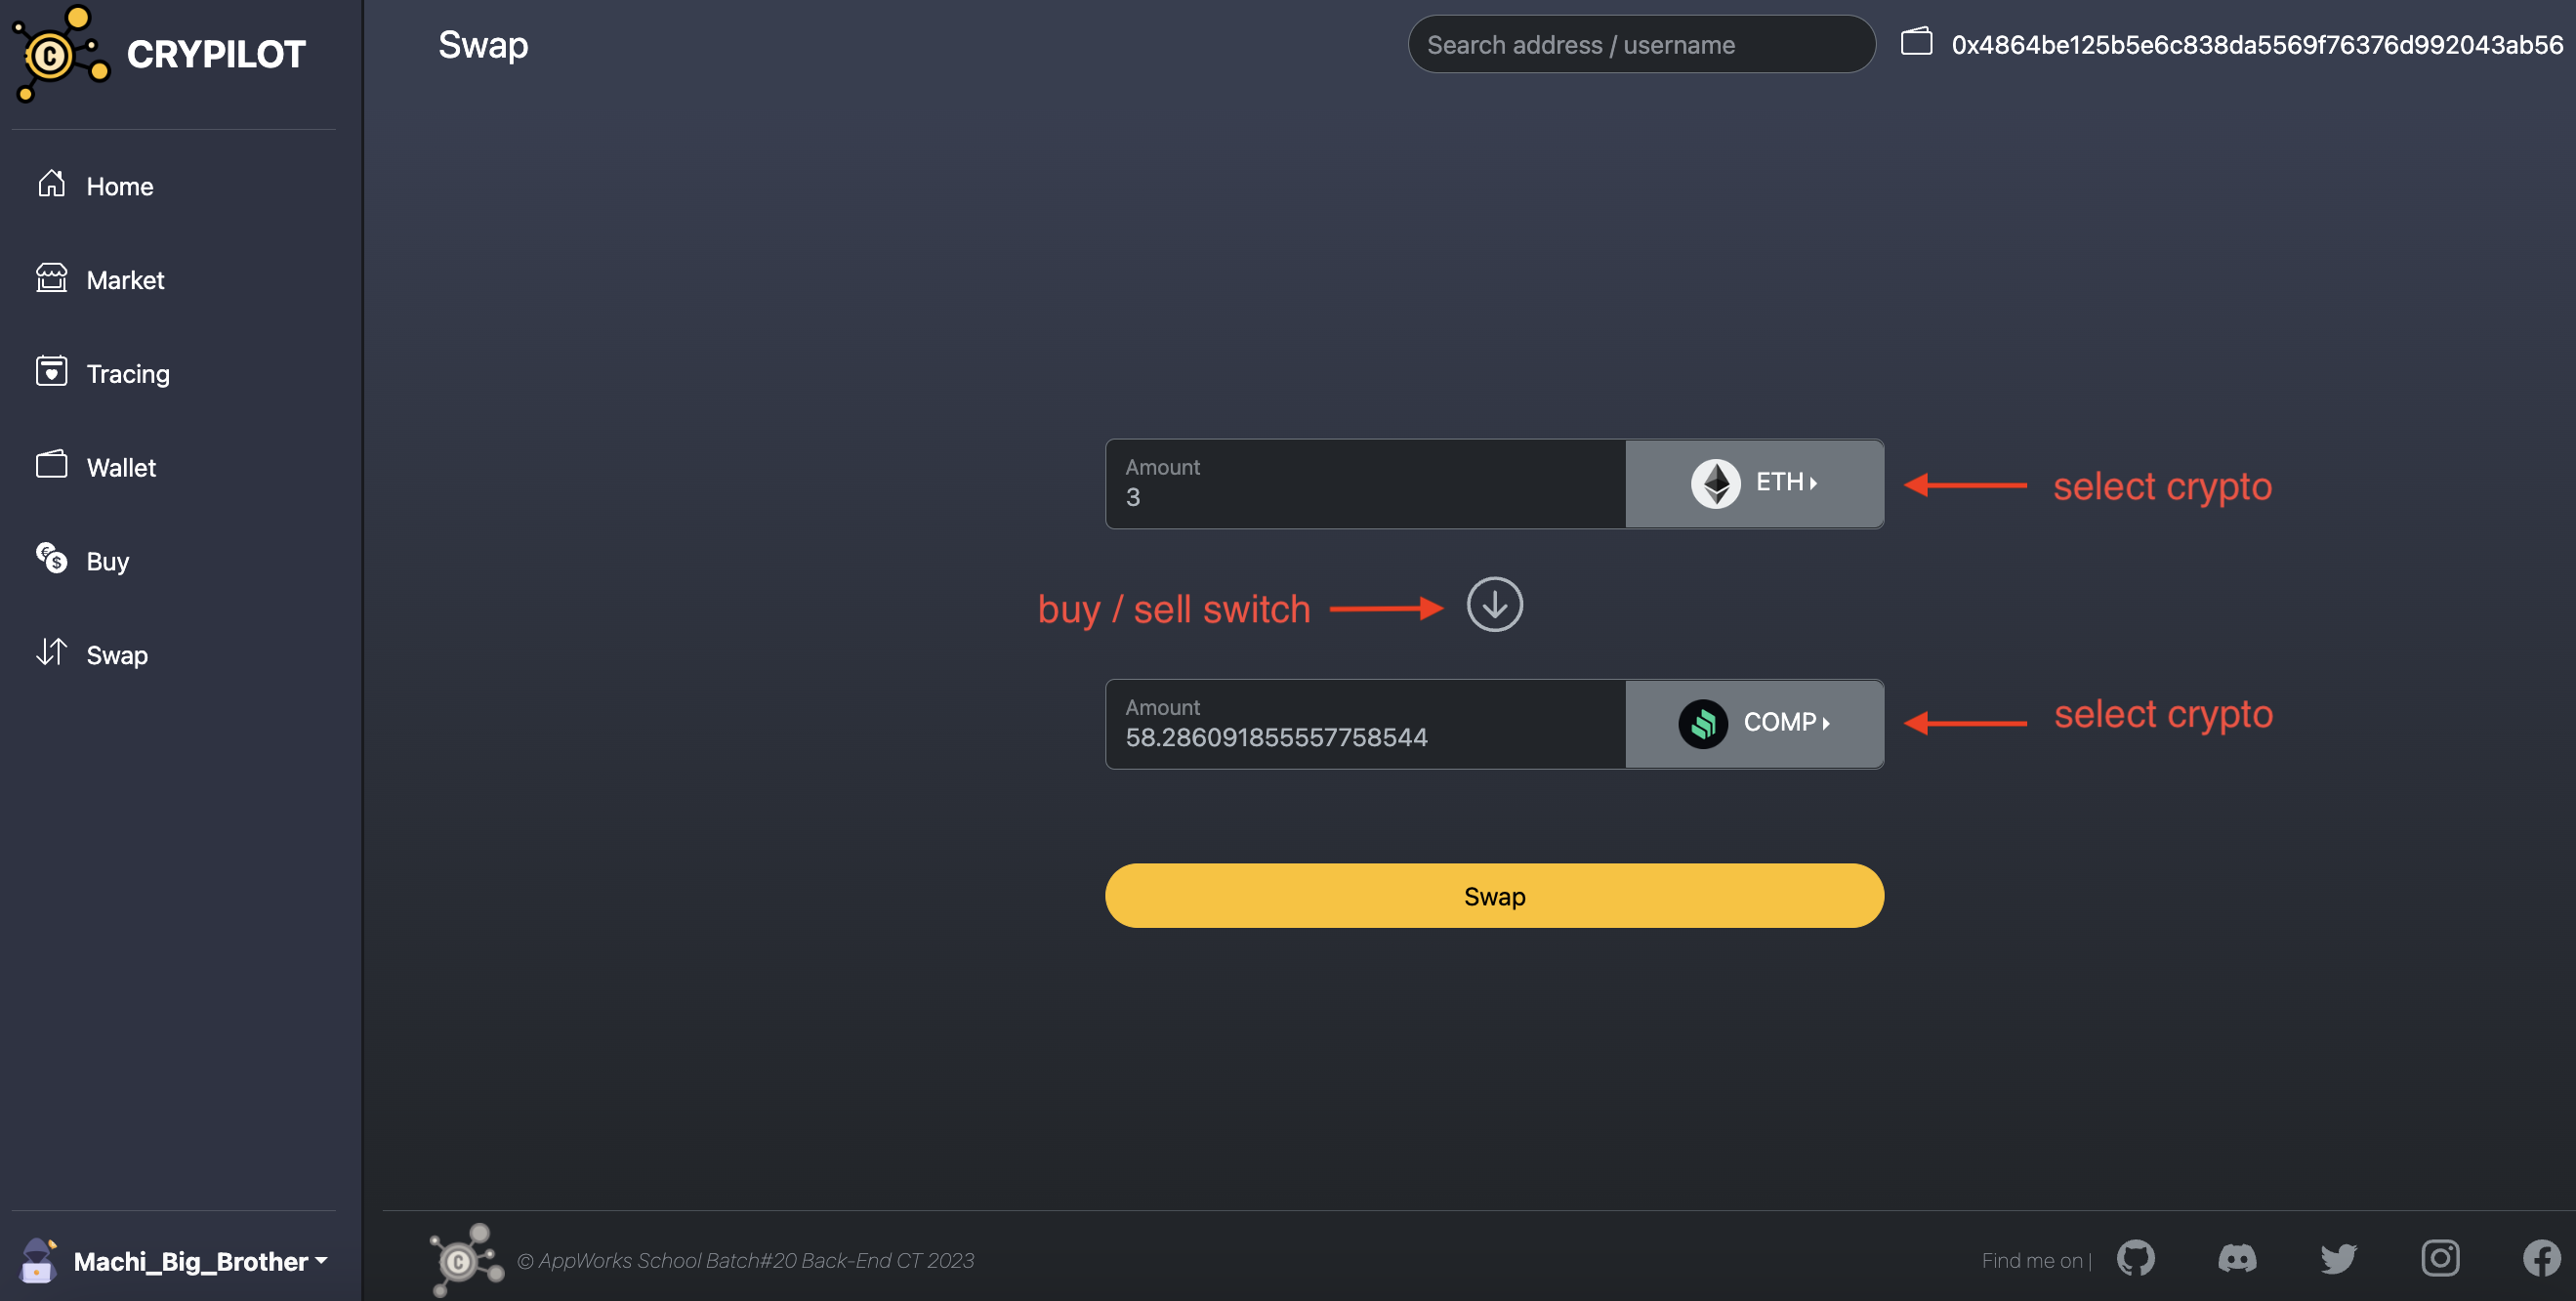 CRYPILOT
Swap
Search address / username
0x4864be125b5e6c838da5569f76376d992043ab56
Home
Market
Tracing
Wallet
Buy
Swap
Amount
3
ETH
select crypto
buy / sell switch
Amount
58.286091855557758544
COMP
select crypto
Swap
Machi_Big_Brother
© AppWorks School Batch#20 Back-End CT 2023
Find me on |